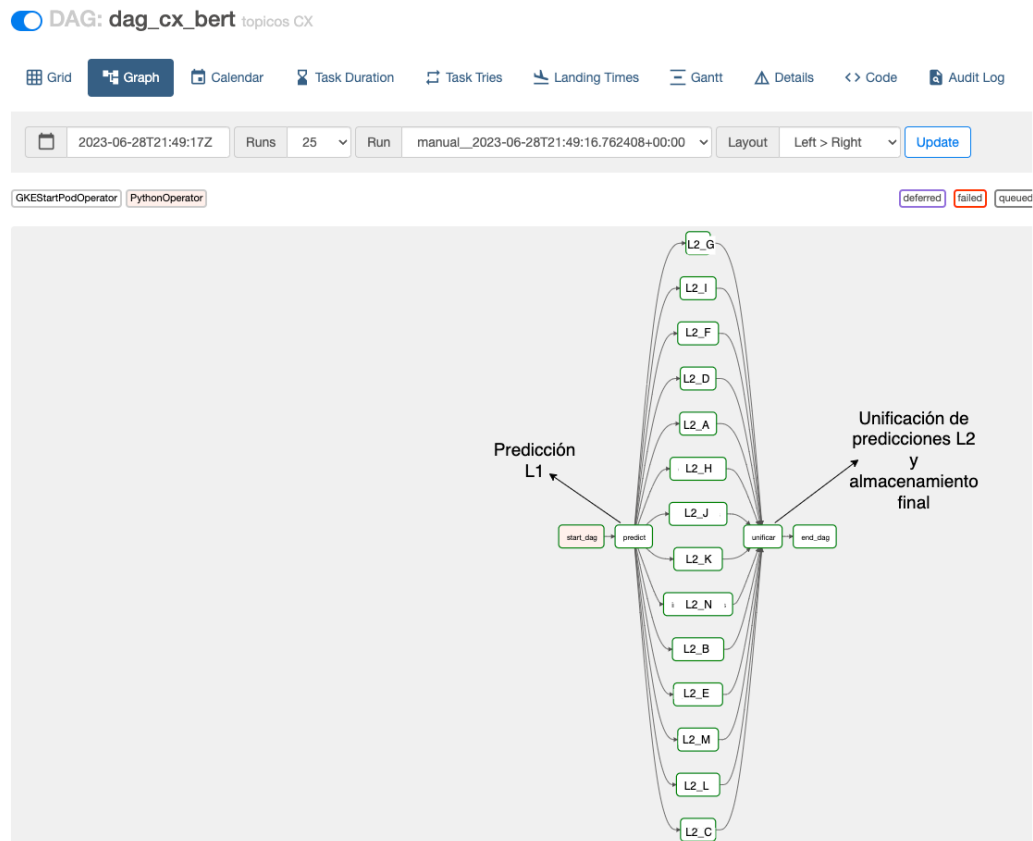 DAG: dag_cx_bert topicos CX
Grid Graph Calendar Task Duration Task Tries Landing Times Gantt Details Code Audit Log
2023-06-28T21:49:17Z Runs 25 Run manual__2023-06-28T21:49:16.762408+00:00 Layout Left > Right Update
GKEStartPodOperator PythonOperator deferred failed queued
L2_G
L2_I
L2_F
L2_D
L2_A
Unificación de
predicciones L2
y
almacenamiento
final
Predicción
L1
L2_H
L2_J
start_dag predict unificar end_dag
L2_K
L2_N
L2_B
L2_E
L2_M
L2_L
L2_C